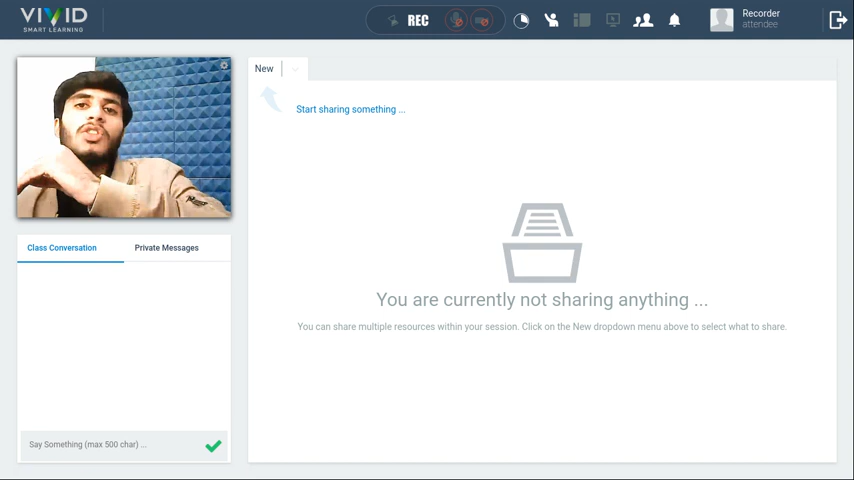 VIVID
SMART LEARNING
REC
Recorder
attendee
New
Start sharing something ...
Class Conversation
Private Messages
You are currently not sharing anything ...
You can share multiple resources within your session. Click on the New dropdown menu above to select what to share.
Say Something (max 500 char) ...